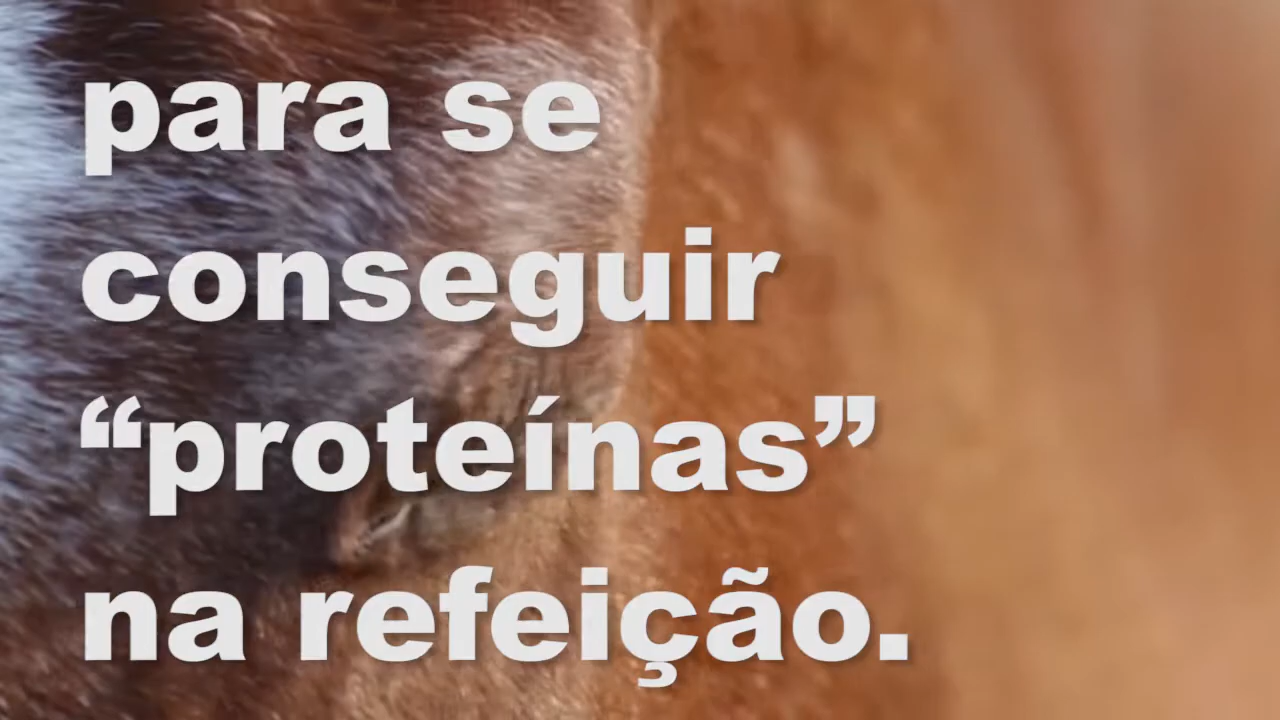 para se
conseguir
“proteínas”
na refeição.